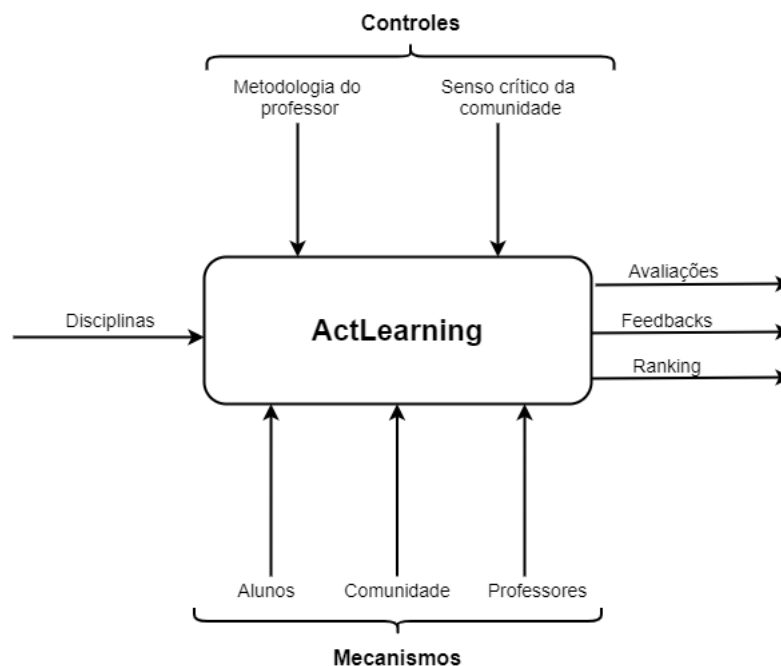 Controles
Metodologia do
professor
Senso crítico da
comunidade
Disciplinas
ActLearning
Avaliações
Feedbacks
Ranking
Alunos
Comunidade
Professores
Mecanismos